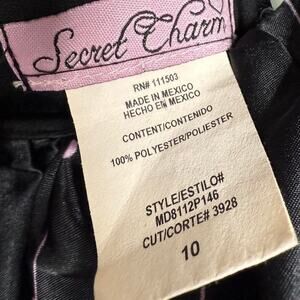 Secret Charm
RN# 111503
MADE IN MEXICO
HECHO EN MEXICO
CONTENT/CONTENIDO
100% POLYESTER/POLIESTER
STYLE/ESTILO#
MD8112P146
CUT/CORTE# 3928
10